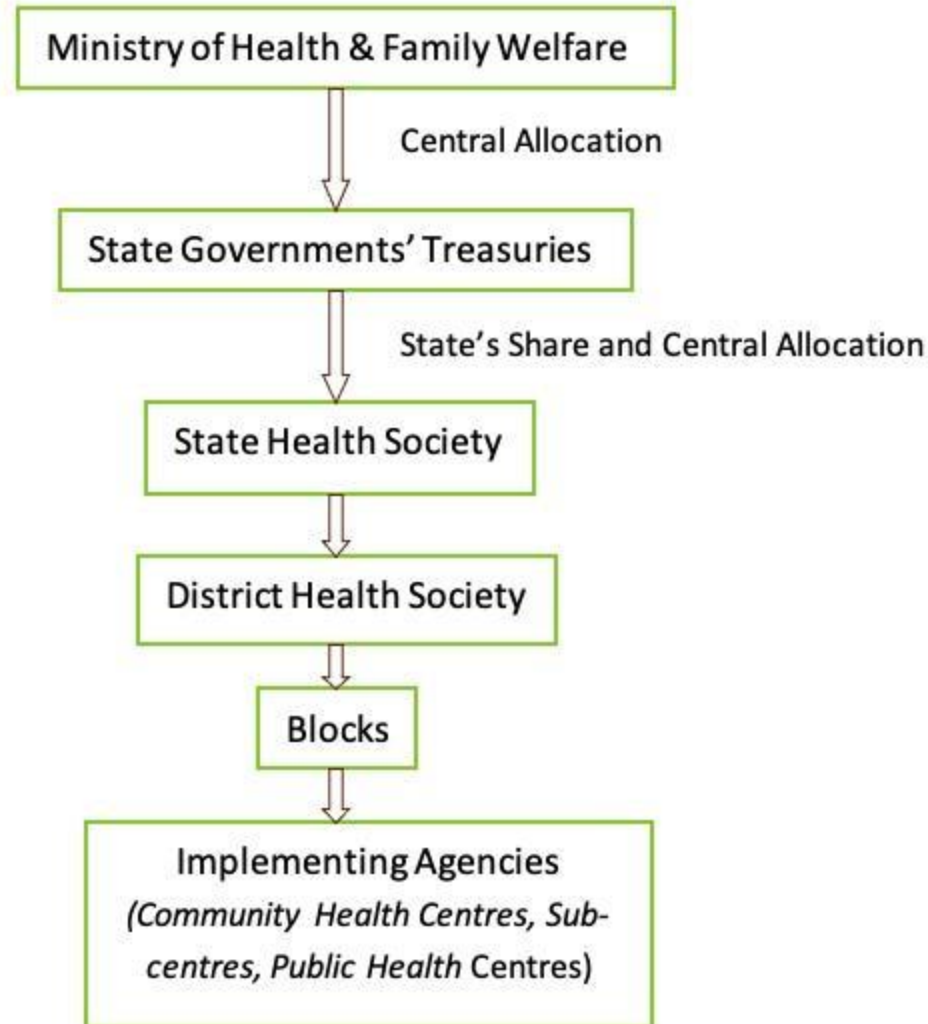 Ministry of Health & Family Welfare
Central Allocation
State Governments’ Treasuries
State’s Share and Central Allocation
State Health Society
District Health Society
Blocks
Implementing Agencies
(Community Health Centres, Sub-
centres, Public Health Centres)